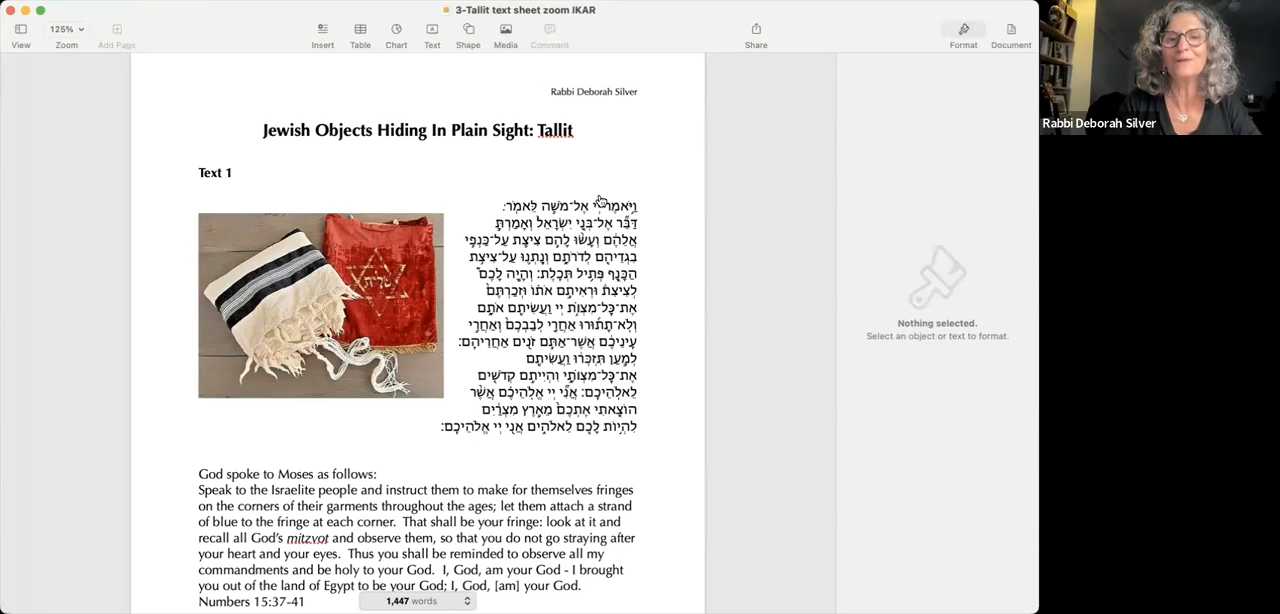 3-Tallit text sheet zoom IKAR
125%
View
Zoom
Add Page
Insert
Table
Chart
Text
Shape
Media
Comment
Share
Format
Document
Rabbi Deborah Silver
Jewish Objects Hiding In Plain Sight: Tallit
Text 1
וַיֹּאמֶר יְיָ אֶל־מֹשֶׁה לֵּאמֹר׃
דַּבֵּר אֶל־בְּנֵי יִשְׂרָאֵל וְאָמַרְתָּ
אֲלֵהֶם וְעָשׂוּ לָהֶם צִיצִת עַל־כַּנְפֵי
בִגְדֵיהֶם לְדֹרֹתָם וְנָתְנוּ עַל־צִיצִת
הַכָּנָף פְּתִיל תְּכֵלֶת׃ וְהָיָה לָכֶם
לְצִיצִת וּרְאִיתֶם אֹתוֹ וּזְכַרְתֶּם
אֶת־כָּל־מִצְוֺת יְיָ וַעֲשִׂיתֶם אֹתָם
וְלֹא־תָתוּרוּ אַחֲרֵי לְבַבְכֶם וְאַחֲרֵי
עֵינֵיכֶם אֲשֶׁר־אַתֶּם זֹנִים אַחֲרֵיהֶם׃
לְמַעַן תִּזְכְּרוּ וַעֲשִׂיתֶם
אֶת־כָּל־מִצְוֺתָי וִהְיִיתֶם קְדֹשִׁים
לֵאלֹהֵיכֶם׃ אֲנִי יְיָ אֱלֹהֵיכֶם אֲשֶׁר
הוֹצֵאתִי אֶתְכֶם מֵאֶרֶץ מִצְרַיִם
לִהְיוֹת לָכֶם לֵאלֹהִים אֲנִי יְיָ אֱלֹהֵיכֶם׃
God spoke to Moses as follows:
Speak to the Israelite people and instruct them to make for themselves fringes
on the corners of their garments throughout the ages; let them attach a strand
of blue to the fringe at each corner. That shall be your fringe: look at it and
recall all God's mitzvot and observe them, so that you do not go straying after
your heart and your eyes. Thus you shall be reminded to observe all my
commandments and be holy to your God. I, God, am your God - I brought
you out of the land of Egypt to be your God; I, God, [am] your God.
Numbers 15:37-41
1,447 words
Nothing selected.
Select an object or text to format.
Rabbi Deborah Silver